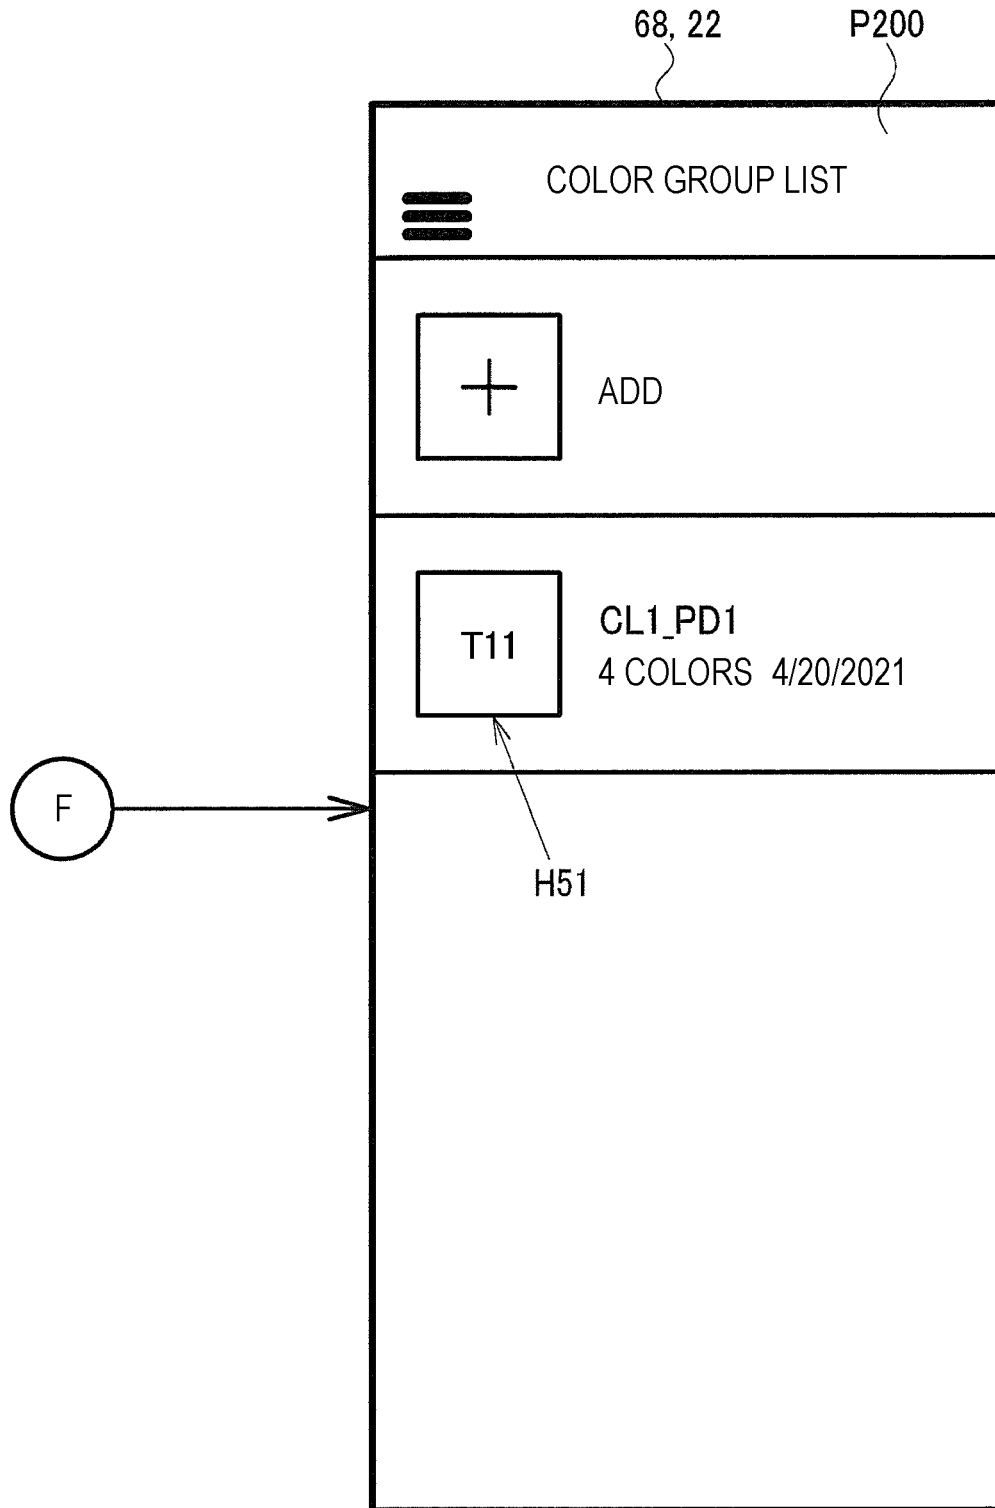 68, 22 P200
COLOR GROUP LIST
+ ADD
T11 CL1_PD1
4 COLORS 4/20/2021
F
H51